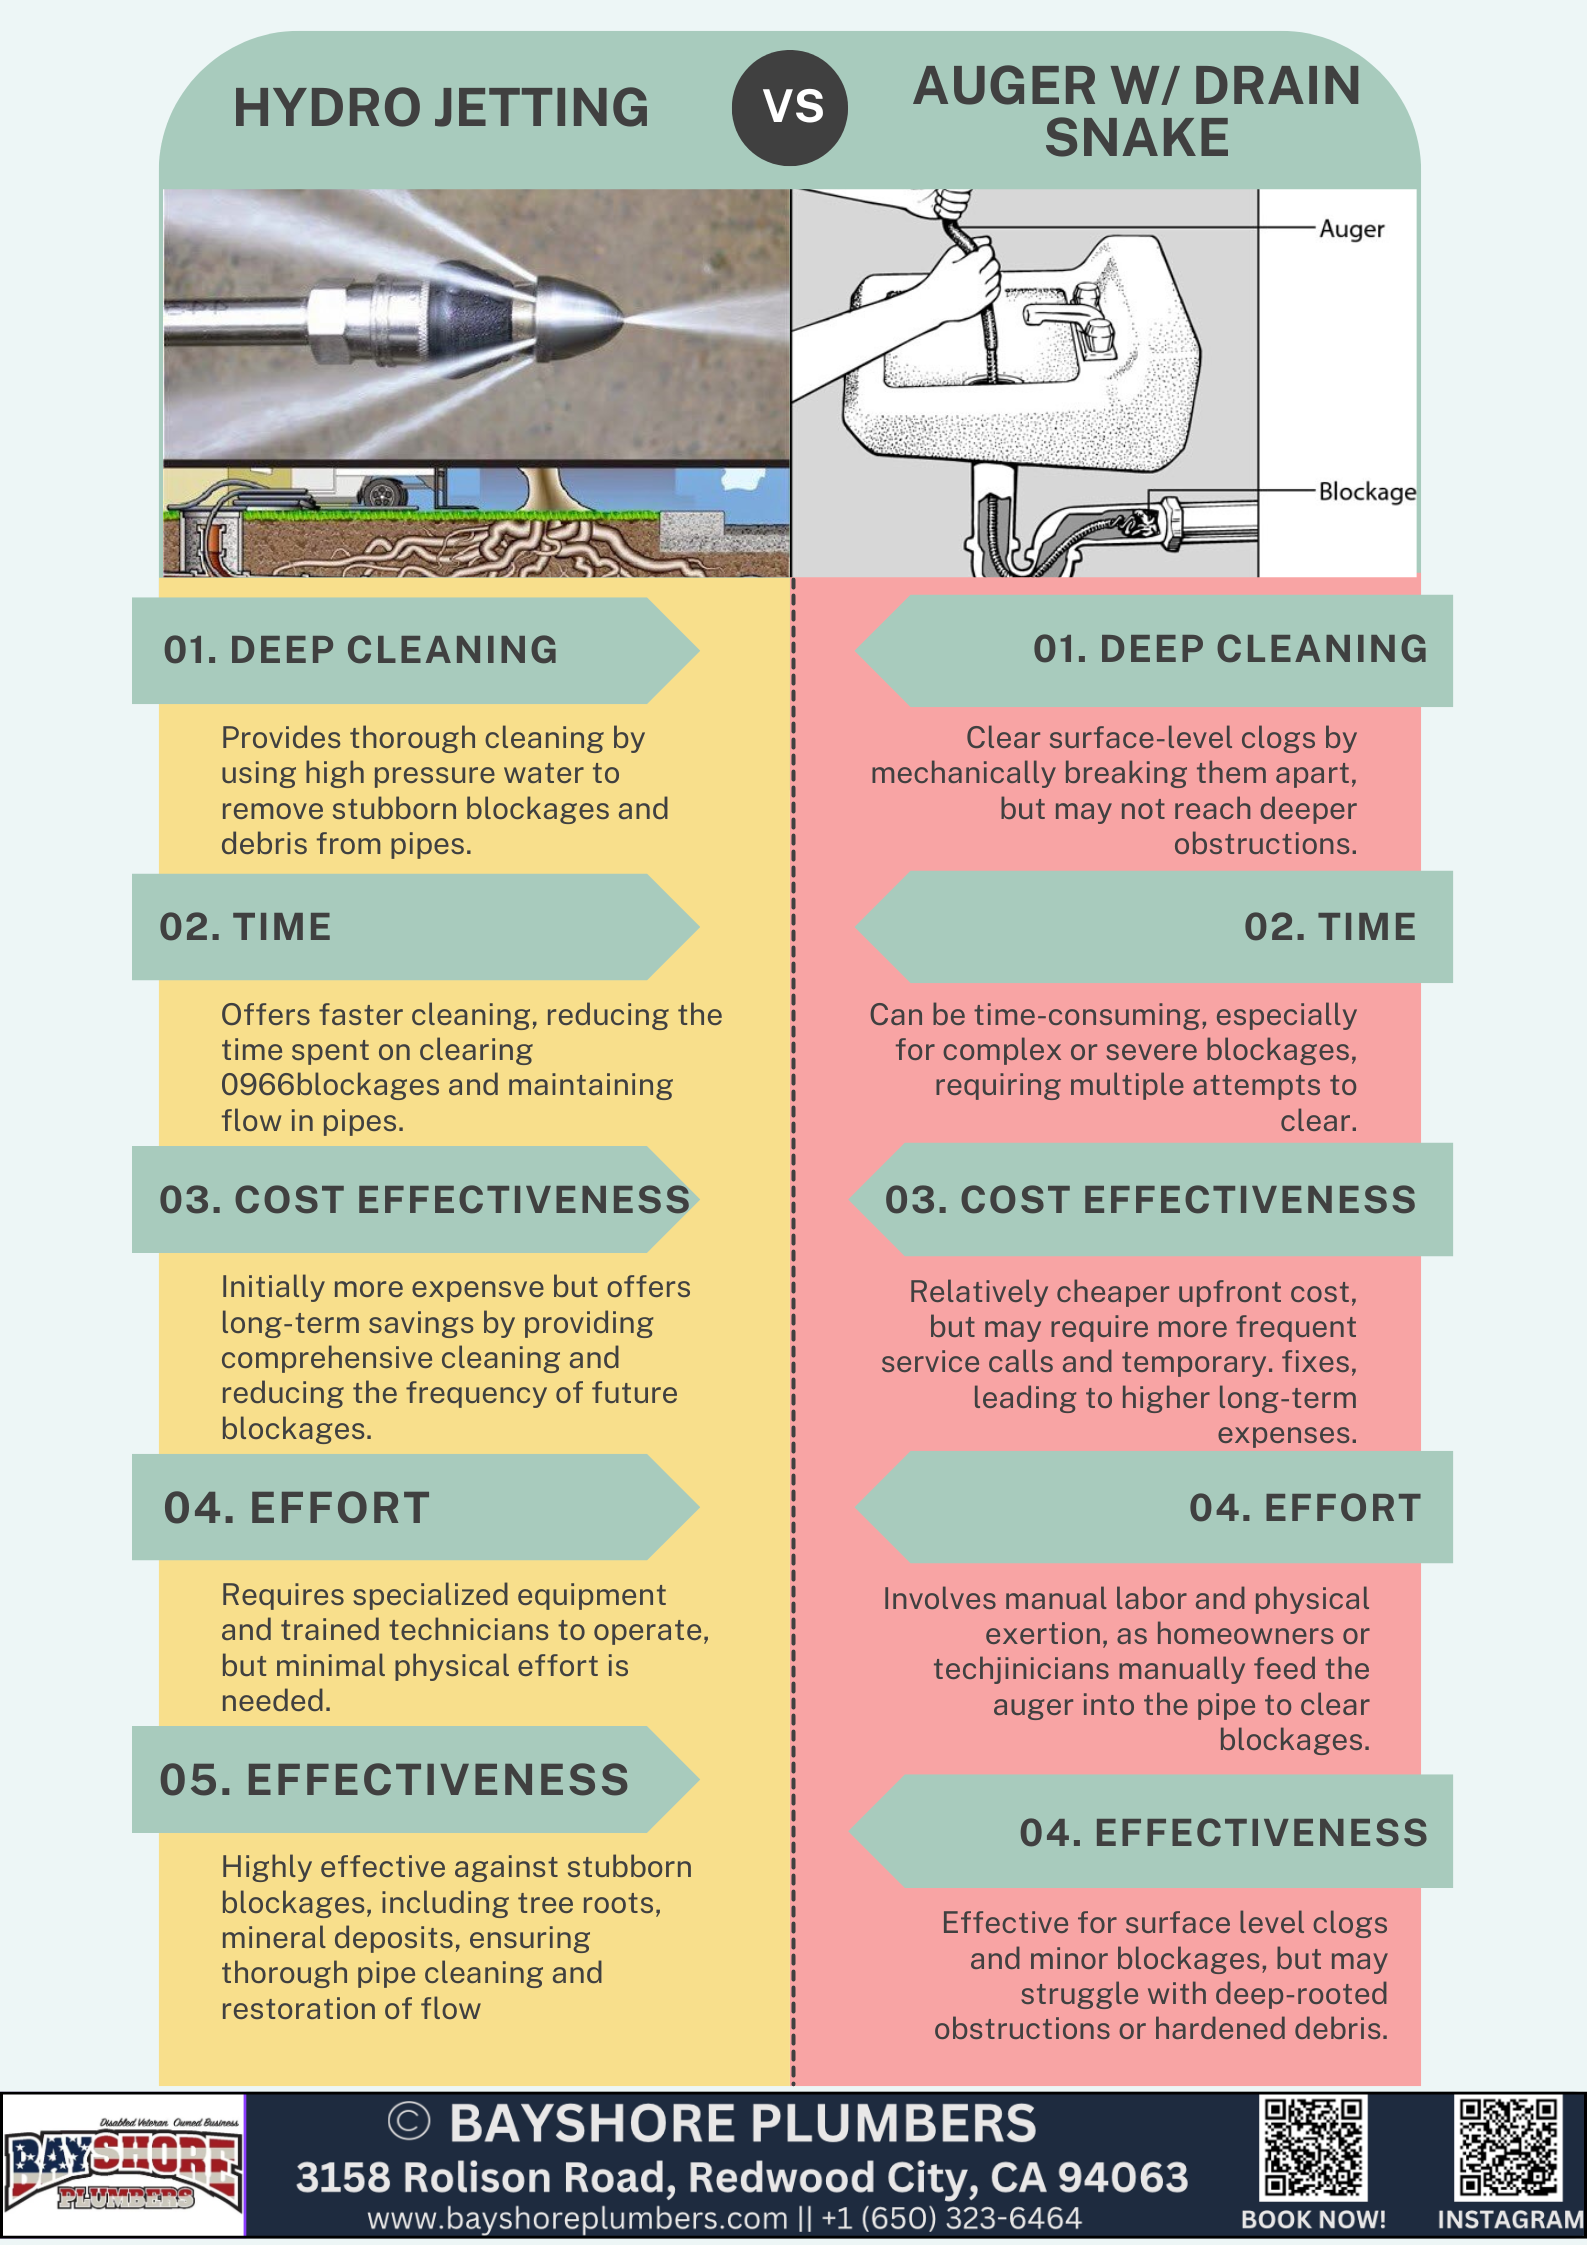 HYDRO JETTING
VS
AUGER W/ DRAIN
SNAKE
Auger
Blockage
01. DEEP CLEANING
Provides thorough cleaning by
using high pressure water to
remove stubborn blockages and
debris from pipes.
02. TIME
Offers faster cleaning, reducing the
time spent on clearing
0966blockages and maintaining
flow in pipes.
03. COST EFFECTIVENESS
Initially more expensve but offers
long-term savings by providing
comprehensive cleaning and
reducing the frequency of future
blockages.
04. EFFORT
Requires specialized equipment
and trained technicians to operate,
but minimal physical effort is
needed.
05. EFFECTIVENESS
Highly effective against stubborn
blockages, including tree roots,
mineral deposits, ensuring
thorough pipe cleaning and
restoration of flow
01. DEEP CLEANING
Clear surface-level clogs by
mechanically breaking them apart,
but may not reach deeper
obstructions.
02. TIME
Can be time-consuming, especially
for complex or severe blockages,
requiring multiple attempts to
clear.
03. COST EFFECTIVENESS
Relatively cheaper upfront cost,
but may require more frequent
service calls and temporary. fixes,
leading to higher long-term
expenses.
04. EFFORT
Involves manual labor and physical
exertion, as homeowners or
techjinicians manually feed the
auger into the pipe to clear
blockages.
04. EFFECTIVENESS
Effective for surface level clogs
and minor blockages, but may
struggle with deep-rooted
obstructions or hardened debris.
Disabled Veteran Owned Business
BAYSHORE
PLUMBERS
© BAYSHORE PLUMBERS
3158 Rolison Road, Redwood City, CA 94063
www.bayshoreplumbers.com || +1 (650) 323-6464
BOOK NOW!
INSTAGRAM